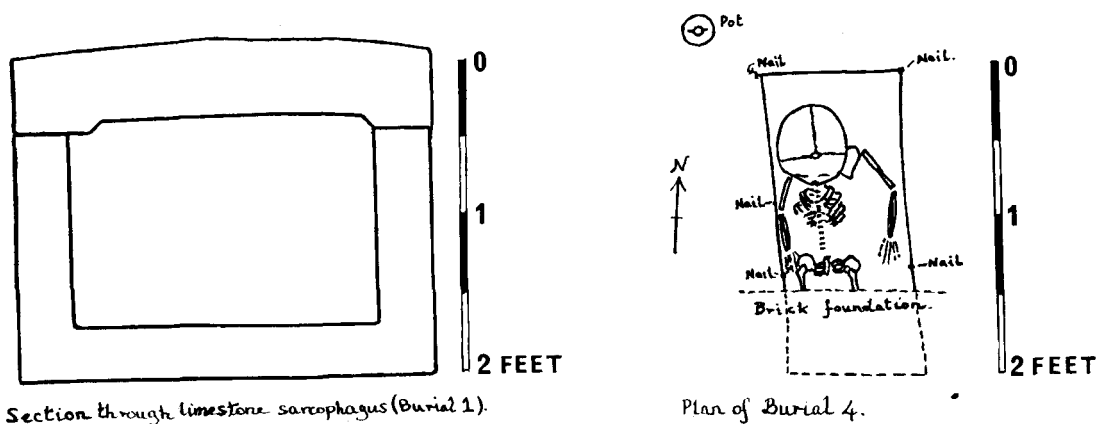 0
1
2 FEET
Section through limestone sarcophagus (Burial 1).
Pot
Nail
Nail.
N
Nail
Nail
Nail
Brick foundation.
0
1
2 FEET
Plan of Burial 4.